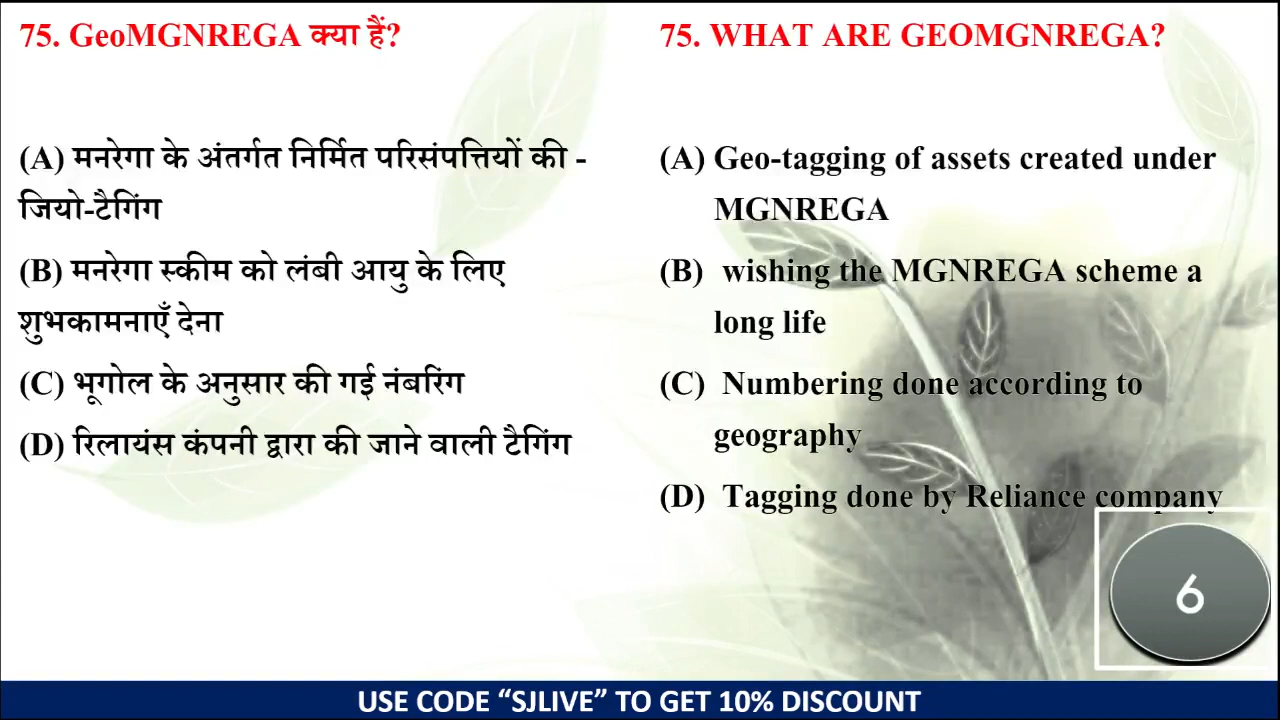 75. GeoMGNREGA क्या हैं?
(A) मनरेगा के अंतर्गत निर्मित परिसंपत्तियों की -
जियो-टैगिंग
(B) मनरेगा स्कीम को लंबी आयु के लिए
शुभकामनाएँ देना
(C) भूगोल के अनुसार की गई नंबरिंग
(D) रिलायंस कंपनी द्वारा की जाने वाली टैगिंग
75. WHAT ARE GEOMGNREGA?
(A) Geo-tagging of assets created under
MGNREGA
(B) wishing the MGNREGA scheme a
long life
(C) Numbering done according to
geography
(D) Tagging done by Reliance company
6
USE CODE “SJLIVE” TO GET 10% DISCOUNT